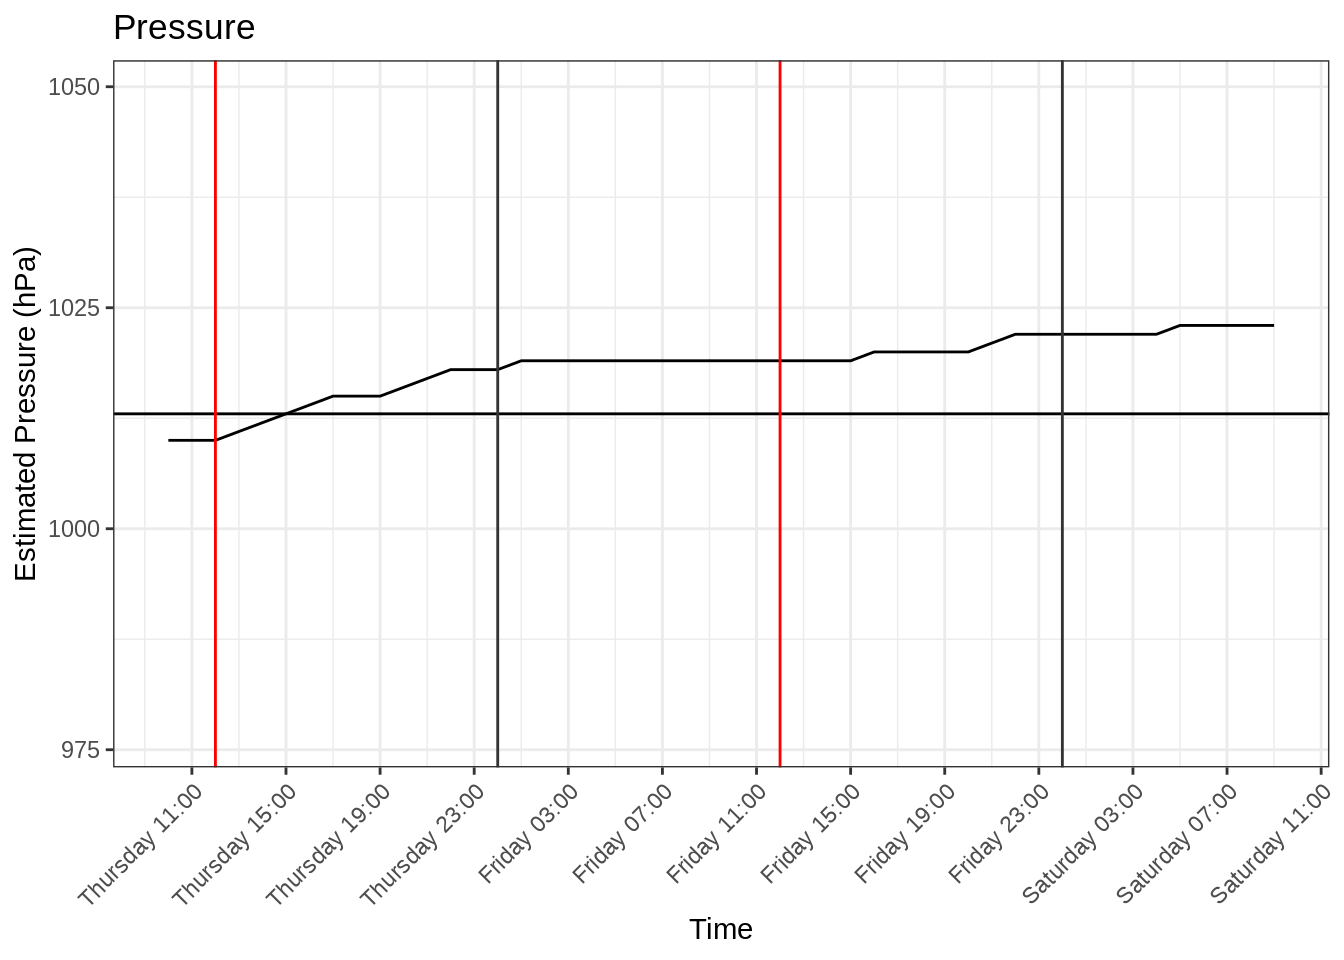 Pressure
Estimated Pressure (hPa)
1050
1025
1000
975
Thursday 11:00
Thursday 15:00
Thursday 19:00
Thursday 23:00
Friday 03:00
Friday 07:00
Friday 11:00
Friday 15:00
Friday 19:00
Friday 23:00
Saturday 03:00
Saturday 07:00
Saturday 11:00
Time